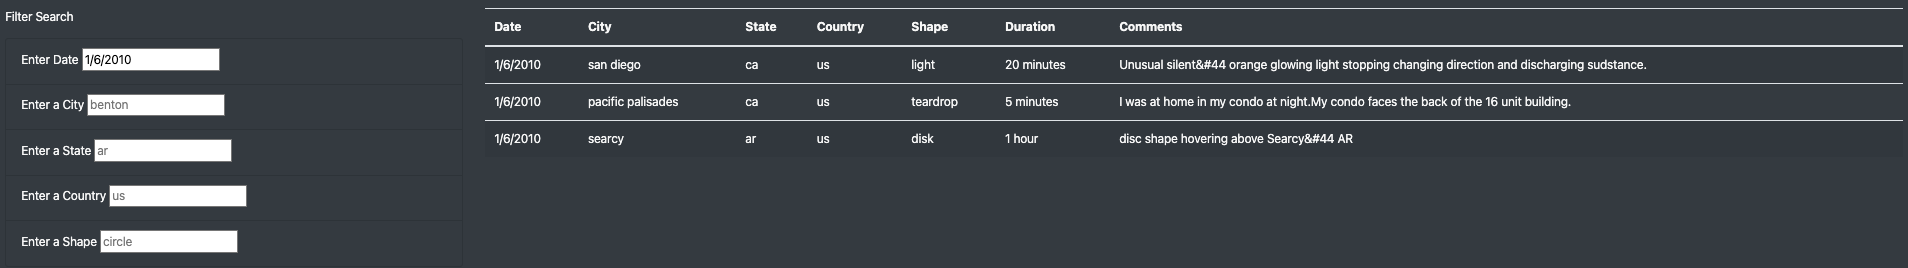 Filter Search
Enter Date 1/6/2010
Enter a City benton
Enter a State ar
Enter a Country us
Enter a Shape circle
Date City State Country Shape Duration Comments
1/6/2010 san diego ca us light 20 minutes Unusual silent&#44 orange glowing light stopping changing direction and discharging sudstance.
1/6/2010 pacific palisades ca us teardrop 5 minutes I was at home in my condo at night.My condo faces the back of the 16 unit building.
1/6/2010 searcy ar us disk 1 hour disc shape hovering above Searcy&#44 AR